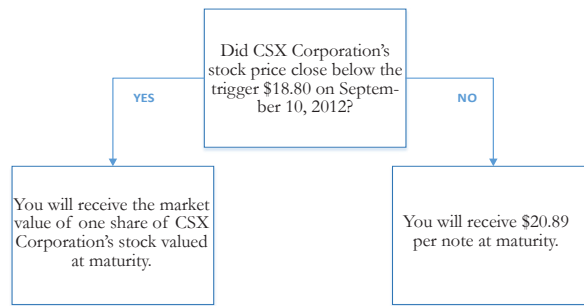 Did CSX Corporation's
stock price close below the
trigger $18.80 on Septem-
ber 10, 2012?
YES
NO
You will receive the market
value of one share of CSX
Corporation's stock valued
at maturity.
You will receive $20.89
per note at maturity.